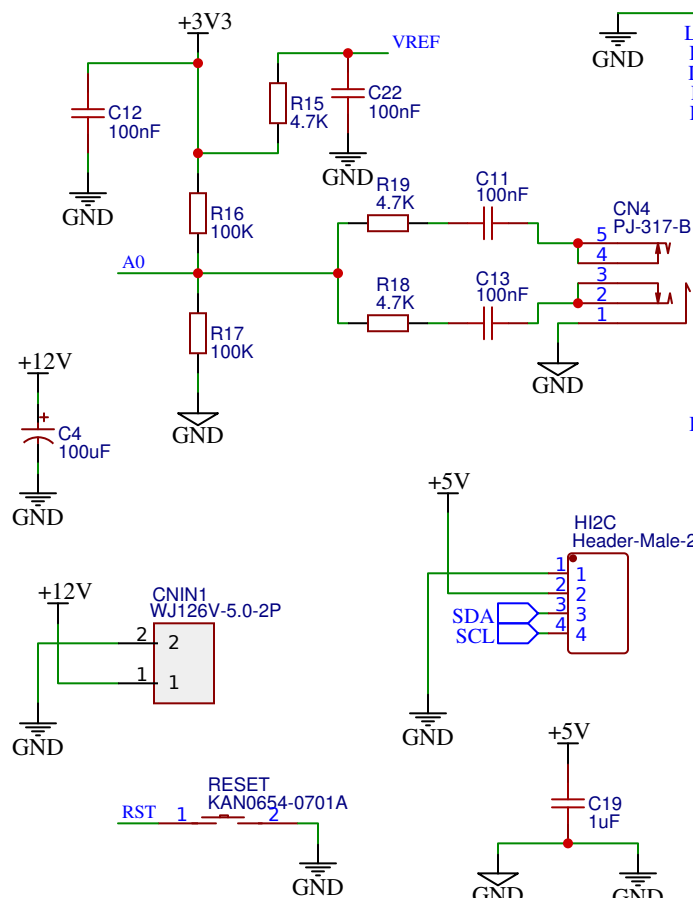 +3V3
VREF
GND
C12
100nF
R15
4.7K
C22
100nF
GND
GND
R16
100K
R19
4.7K
C11
100nF
CN4
PJ-317-B
5
4
3
2
1
A0
R18
4.7K
C13
100nF
R17
100K
GND
GND
+12V
+
C4
100uF
GND
+5V
HI2C
Header-Male-2
1 1
2 2
SDA 3 3
SCL 4 4
GND
+12V
CNIN1
WJ126V-5.0-2P
2 2
1 1
GND
+5V
C19
1uF
GND
GND
RESET
KAN0654-0701A
RST 1 2
GND